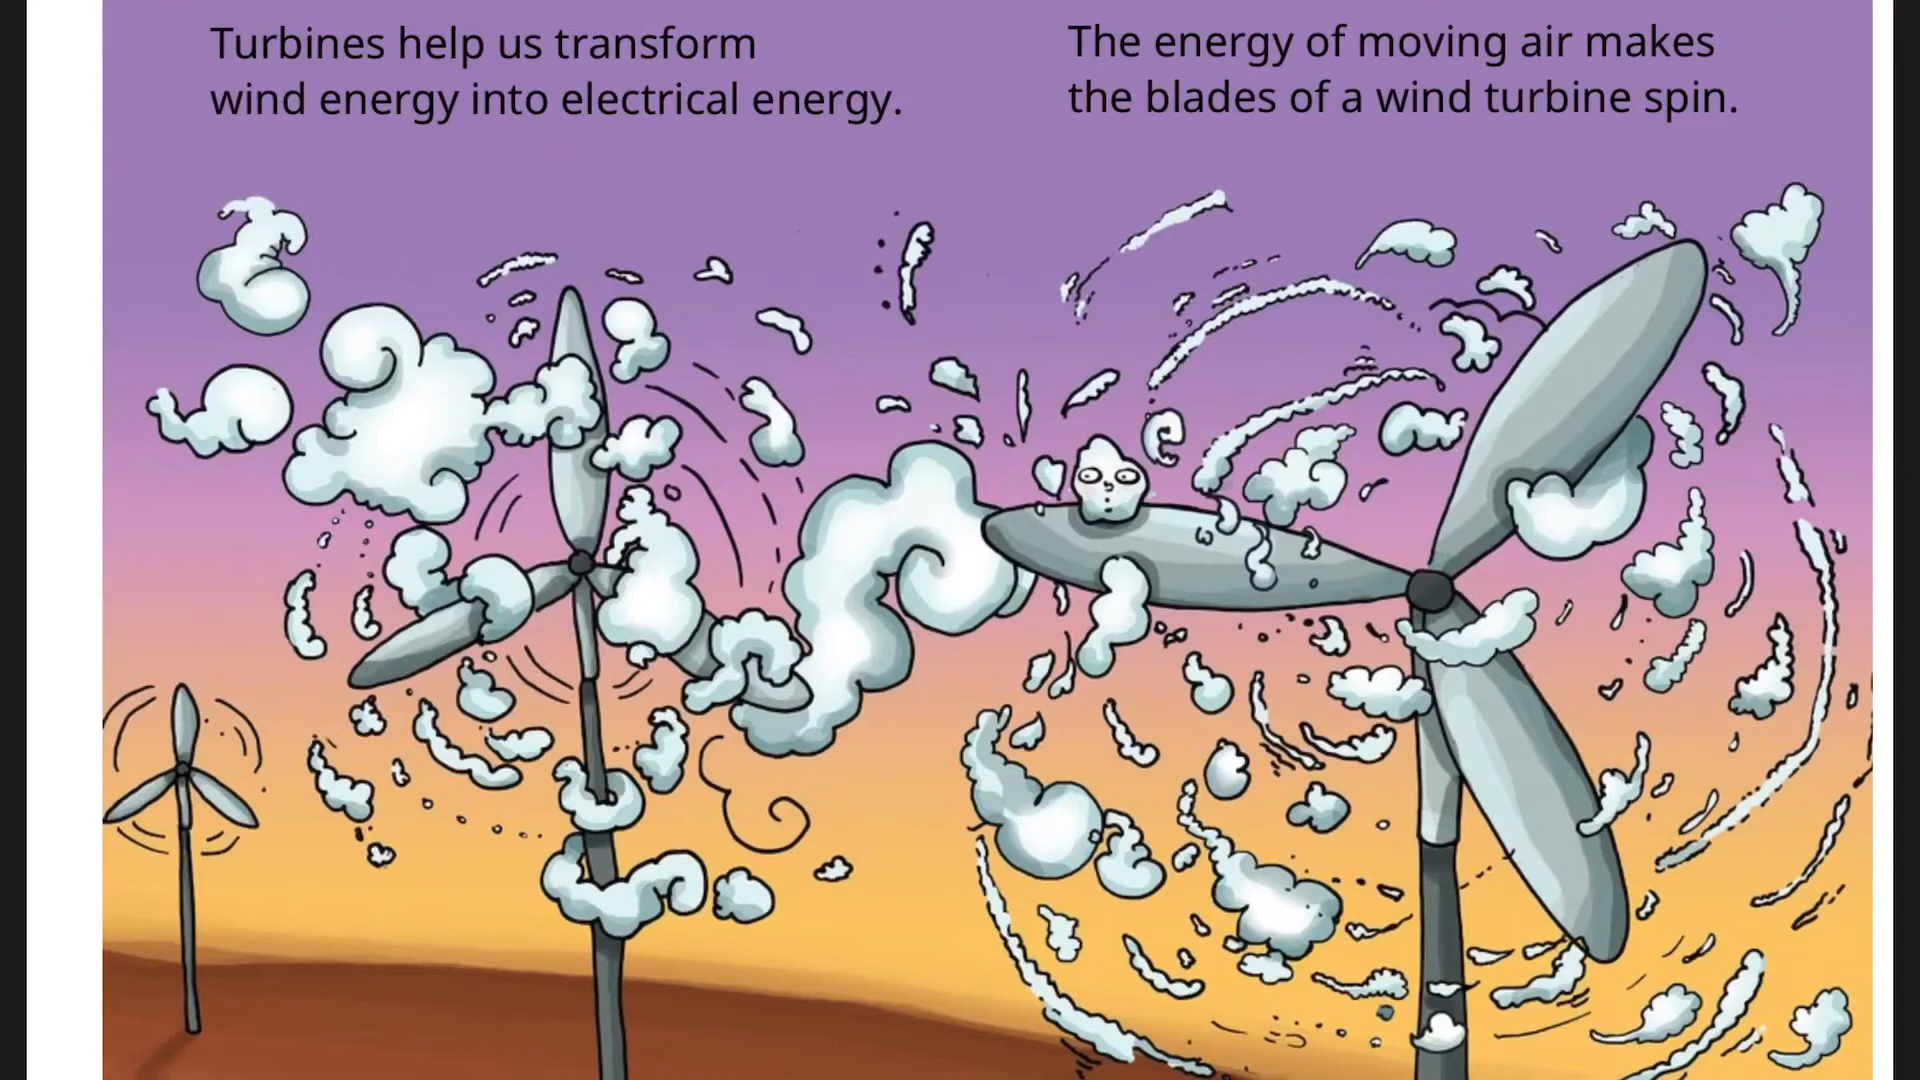 Turbines help us transform
wind energy into electrical energy.
The energy of moving air makes
the blades of a wind turbine spin.